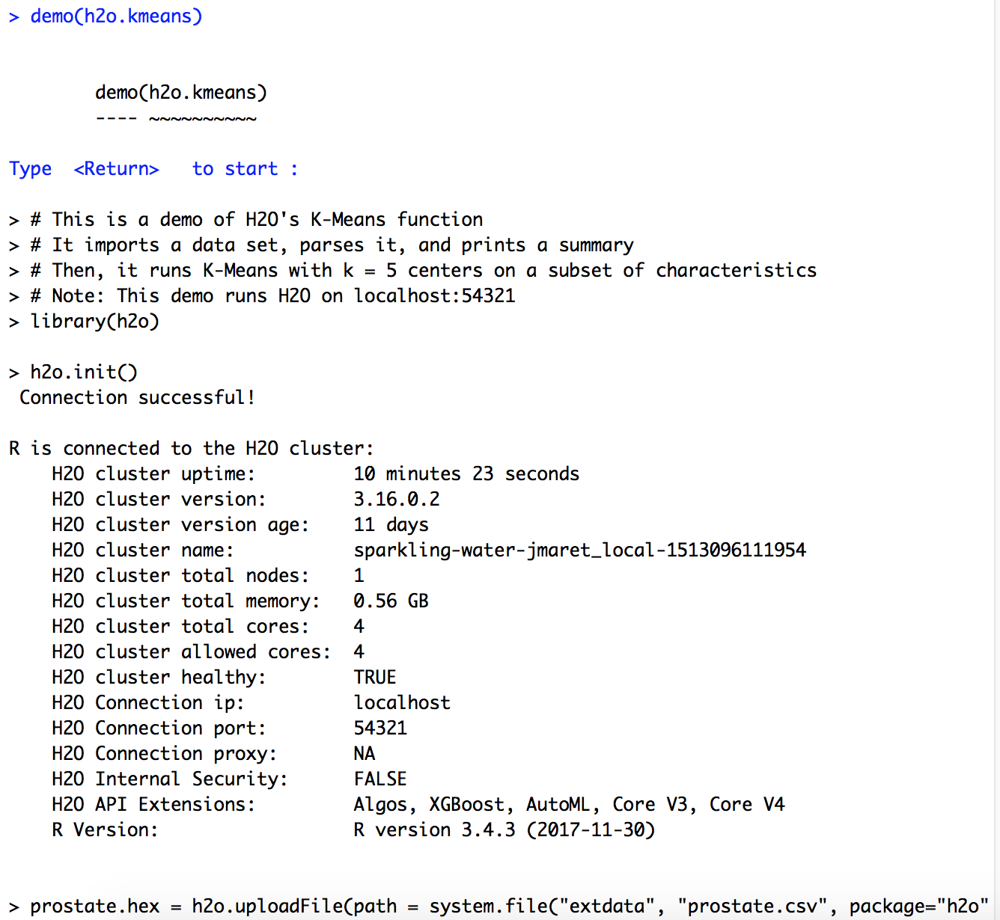 > demo(h2o.kmeans)
demo(h2o.kmeans)
---- ~~~~~~~~~~
Type  <Return>   to start :
> # This is a demo of H2O's K-Means function
> # It imports a data set, parses it, and prints a summary
> # Then, it runs K-Means with k = 5 centers on a subset of characteristics
> # Note: This demo runs H2O on localhost:54321
> library(h2o)
> h2o.init()
 Connection successful!
R is connected to the H2O cluster:
    H2O cluster uptime:         10 minutes 23 seconds
    H2O cluster version:        3.16.0.2
    H2O cluster version age:    11 days
    H2O cluster name:           sparkling-water-jmaret_local-1513096111954
    H2O cluster total nodes:    1
    H2O cluster total memory:   0.56 GB
    H2O cluster total cores:    4
    H2O cluster allowed cores:  4
    H2O cluster healthy:        TRUE
    H2O Connection ip:          localhost
    H2O Connection port:        54321
    H2O Connection proxy:       NA
    H2O Internal Security:      FALSE
    H2O API Extensions:         Algos, XGBoost, AutoML, Core V3, Core V4
    R Version:                  R version 3.4.3 (2017-11-30)
> prostate.hex = h2o.uploadFile(path = system.file("extdata", "prostate.csv", package="h2o"